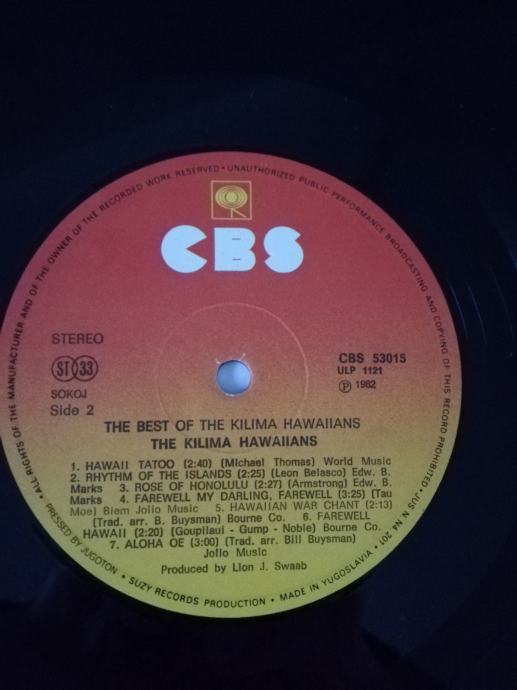 • ALL RIGHTS OF THE MANUFACTURER AND OF THE OWNER OF THE RECORDED WORK RESERVED • UNAUTHORIZED PUBLIC PERFORMANCE BROADCASTING AND COPYING OF THIS RECORD PROHIBITED • JUS N N4 201 •
CBS
STEREO
ST 33
SOKOJ
Side 2
CBS 53015
ULP 1121
Ⓟ 1982
THE BEST OF THE KILIMA HAWAIIANS
THE KILIMA HAWAIIANS
1. HAWAII TATOO (2:40) (Michael Thomas) World Music
2. RHYTHM OF THE ISLANDS (2:25) (Leon Belasco) Edw. B.
Marks 3. ROSE OF HONOLULU (2:27) (Armstrong) Edw. B.
Marks 4. FAREWELL MY DARLING, FAREWELL (3:25) (Tau
Moe) Biem Jolio Music 5. HAWAIIAN WAR CHANT (2:13)
(Trad. arr. B. Buysman) Bourne Co. 6. FAREWELL
HAWAII (2:20) (Goupilaui - Gump - Noble) Bourne Co.
7. ALOHA OE (3:00) (Trad. arr. Bill Buysman)
Jolio Music
Produced by Lion J. Swaab
PRESSED BY JUGOTON • SUZY RECORDS PRODUCTION • MADE IN YUGOSLAVIA